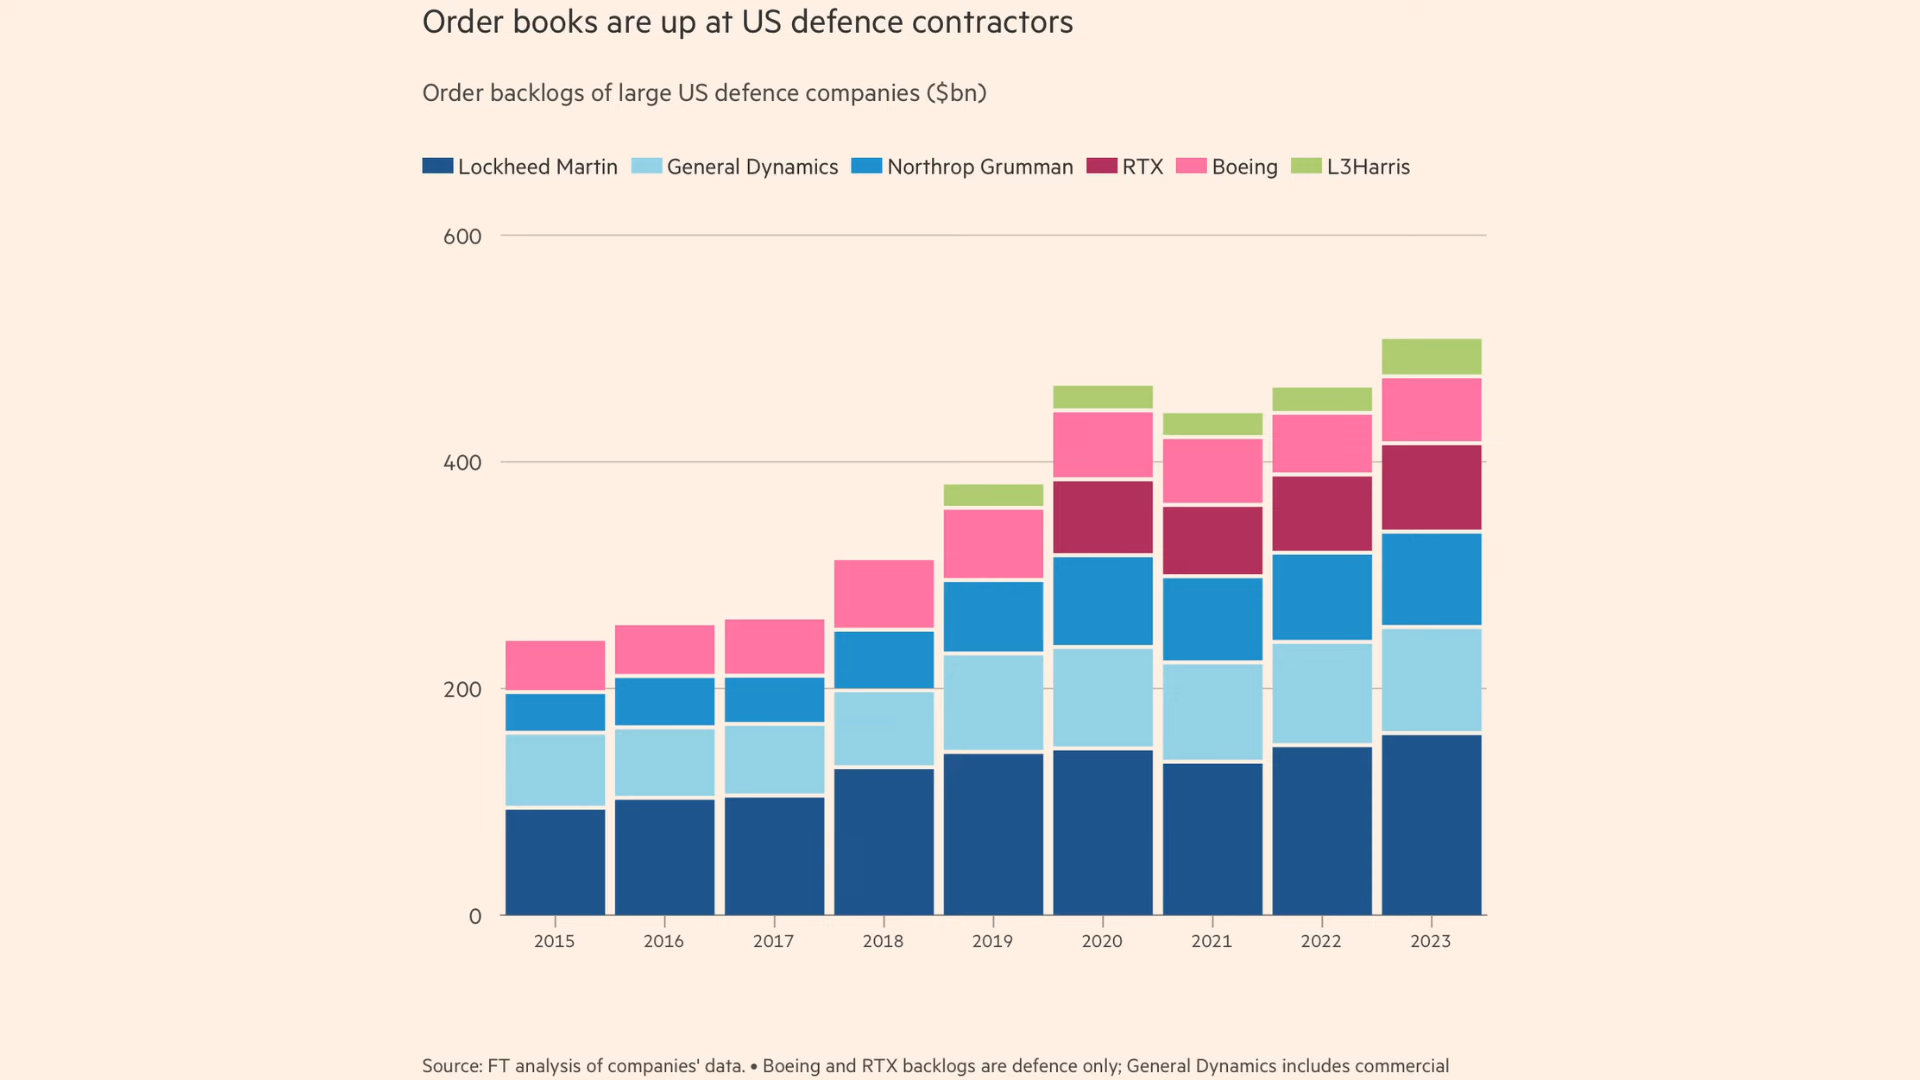 Order books are up at US defence contractors
Order backlogs of large US defence companies ($bn)
Lockheed Martin General Dynamics Northrop Grumman RTX Boeing L3Harris
600
400
200
0
2015 2016 2017 2018 2019 2020 2021 2022 2023
Source: FT analysis of companies' data. • Boeing and RTX backlogs are defence only; General Dynamics includes commercial